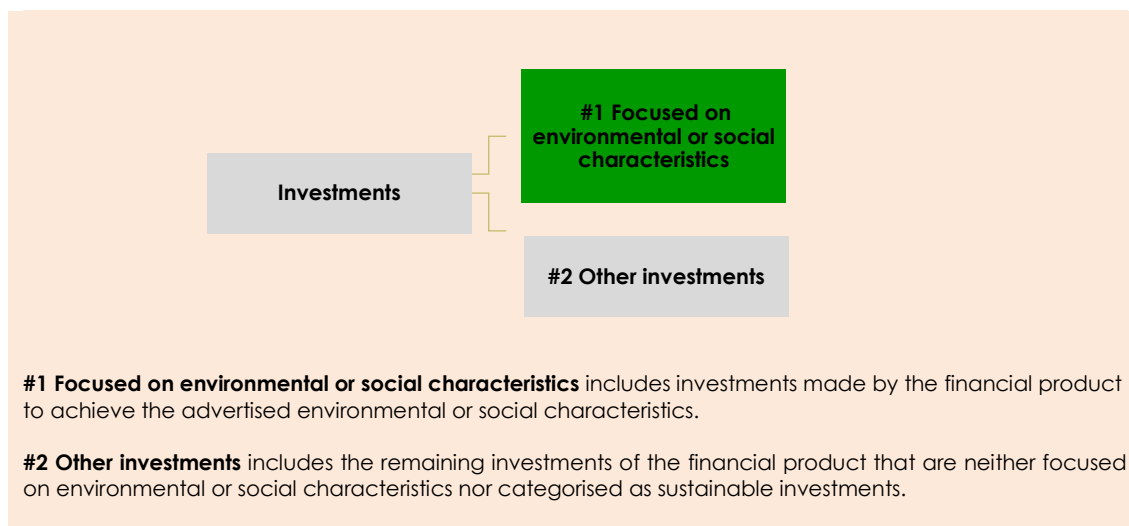 #1 Focused on
environmental or social
characteristics
Investments
#2 Other investments
#1 Focused on environmental or social characteristics includes investments made by the financial product
to achieve the advertised environmental or social characteristics.
#2 Other investments includes the remaining investments of the financial product that are neither focused
on environmental or social characteristics nor categorised as sustainable investments.